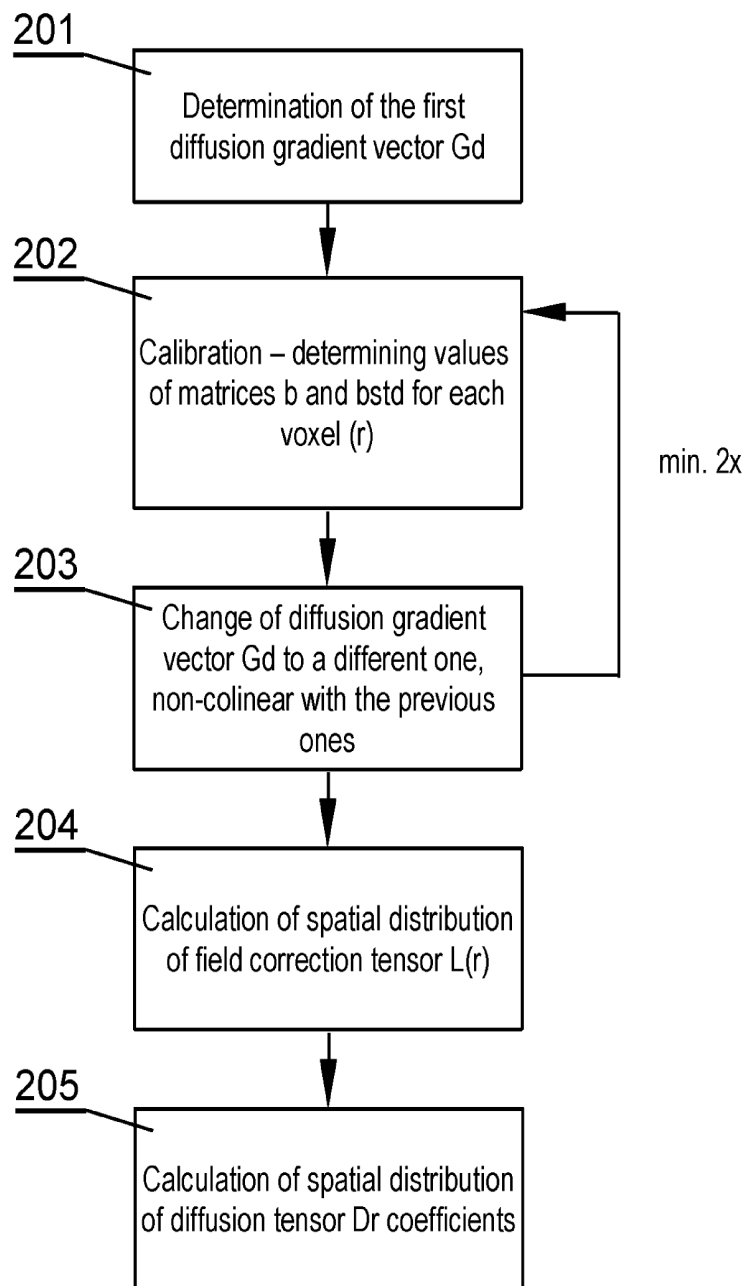 201
Determination of the first
diffusion gradient vector Gd
202
Calibration – determining values
of matrices b and bstd for each
voxel (r)
min. 2x
203
Change of diffusion gradient
vector Gd to a different one,
non-colinear with the previous
ones
204
Calculation of spatial distribution
of field correction tensor L(r)
205
Calculation of spatial distribution
of diffusion tensor Dr coefficients